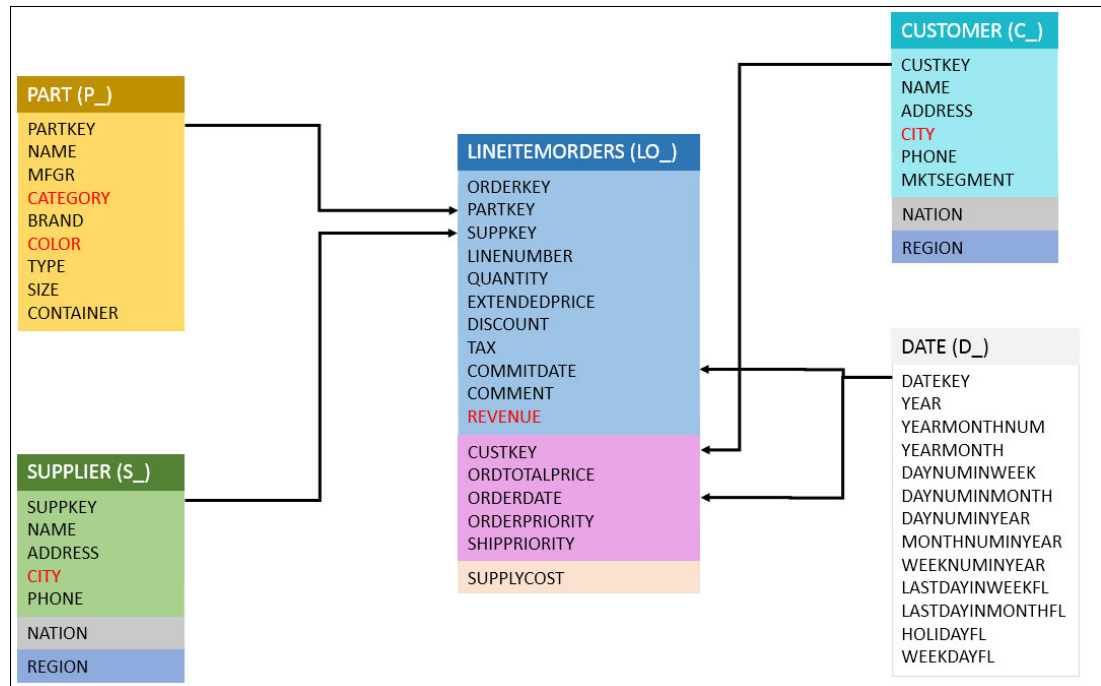 PART (P_)
PARTKEY
NAME
MFGR
CATEGORY
BRAND
COLOR
TYPE
SIZE
CONTAINER
SUPPLIER (S_)
SUPPKEY
NAME
ADDRESS
CITY
PHONE
NATION
REGION
LINEITEMORDERS (LO_)
ORDERKEY
PARTKEY
SUPPKEY
LINENUMBER
QUANTITY
EXTENDEDPRICE
DISCOUNT
TAX
COMMITDATE
COMMENT
REVENUE
CUSTKEY
ORDTOTALPRICE
ORDERDATE
ORDERPRIORITY
SHIPPRIORITY
SUPPLYCOST
CUSTOMER (C_)
CUSTKEY
NAME
ADDRESS
CITY
PHONE
MKTSEGMENT
NATION
REGION
DATE (D_)
DATEKEY
YEAR
YEARMONTHNUM
YEARMONTH
DAYNUMINWEEK
DAYNUMINMONTH
DAYNUMINYEAR
MONTHNUMINYEAR
WEEKNUMINYEAR
LASTDAYINWEEKFL
LASTDAYINMONTHFL
HOLIDAYFL
WEEKDAYFL